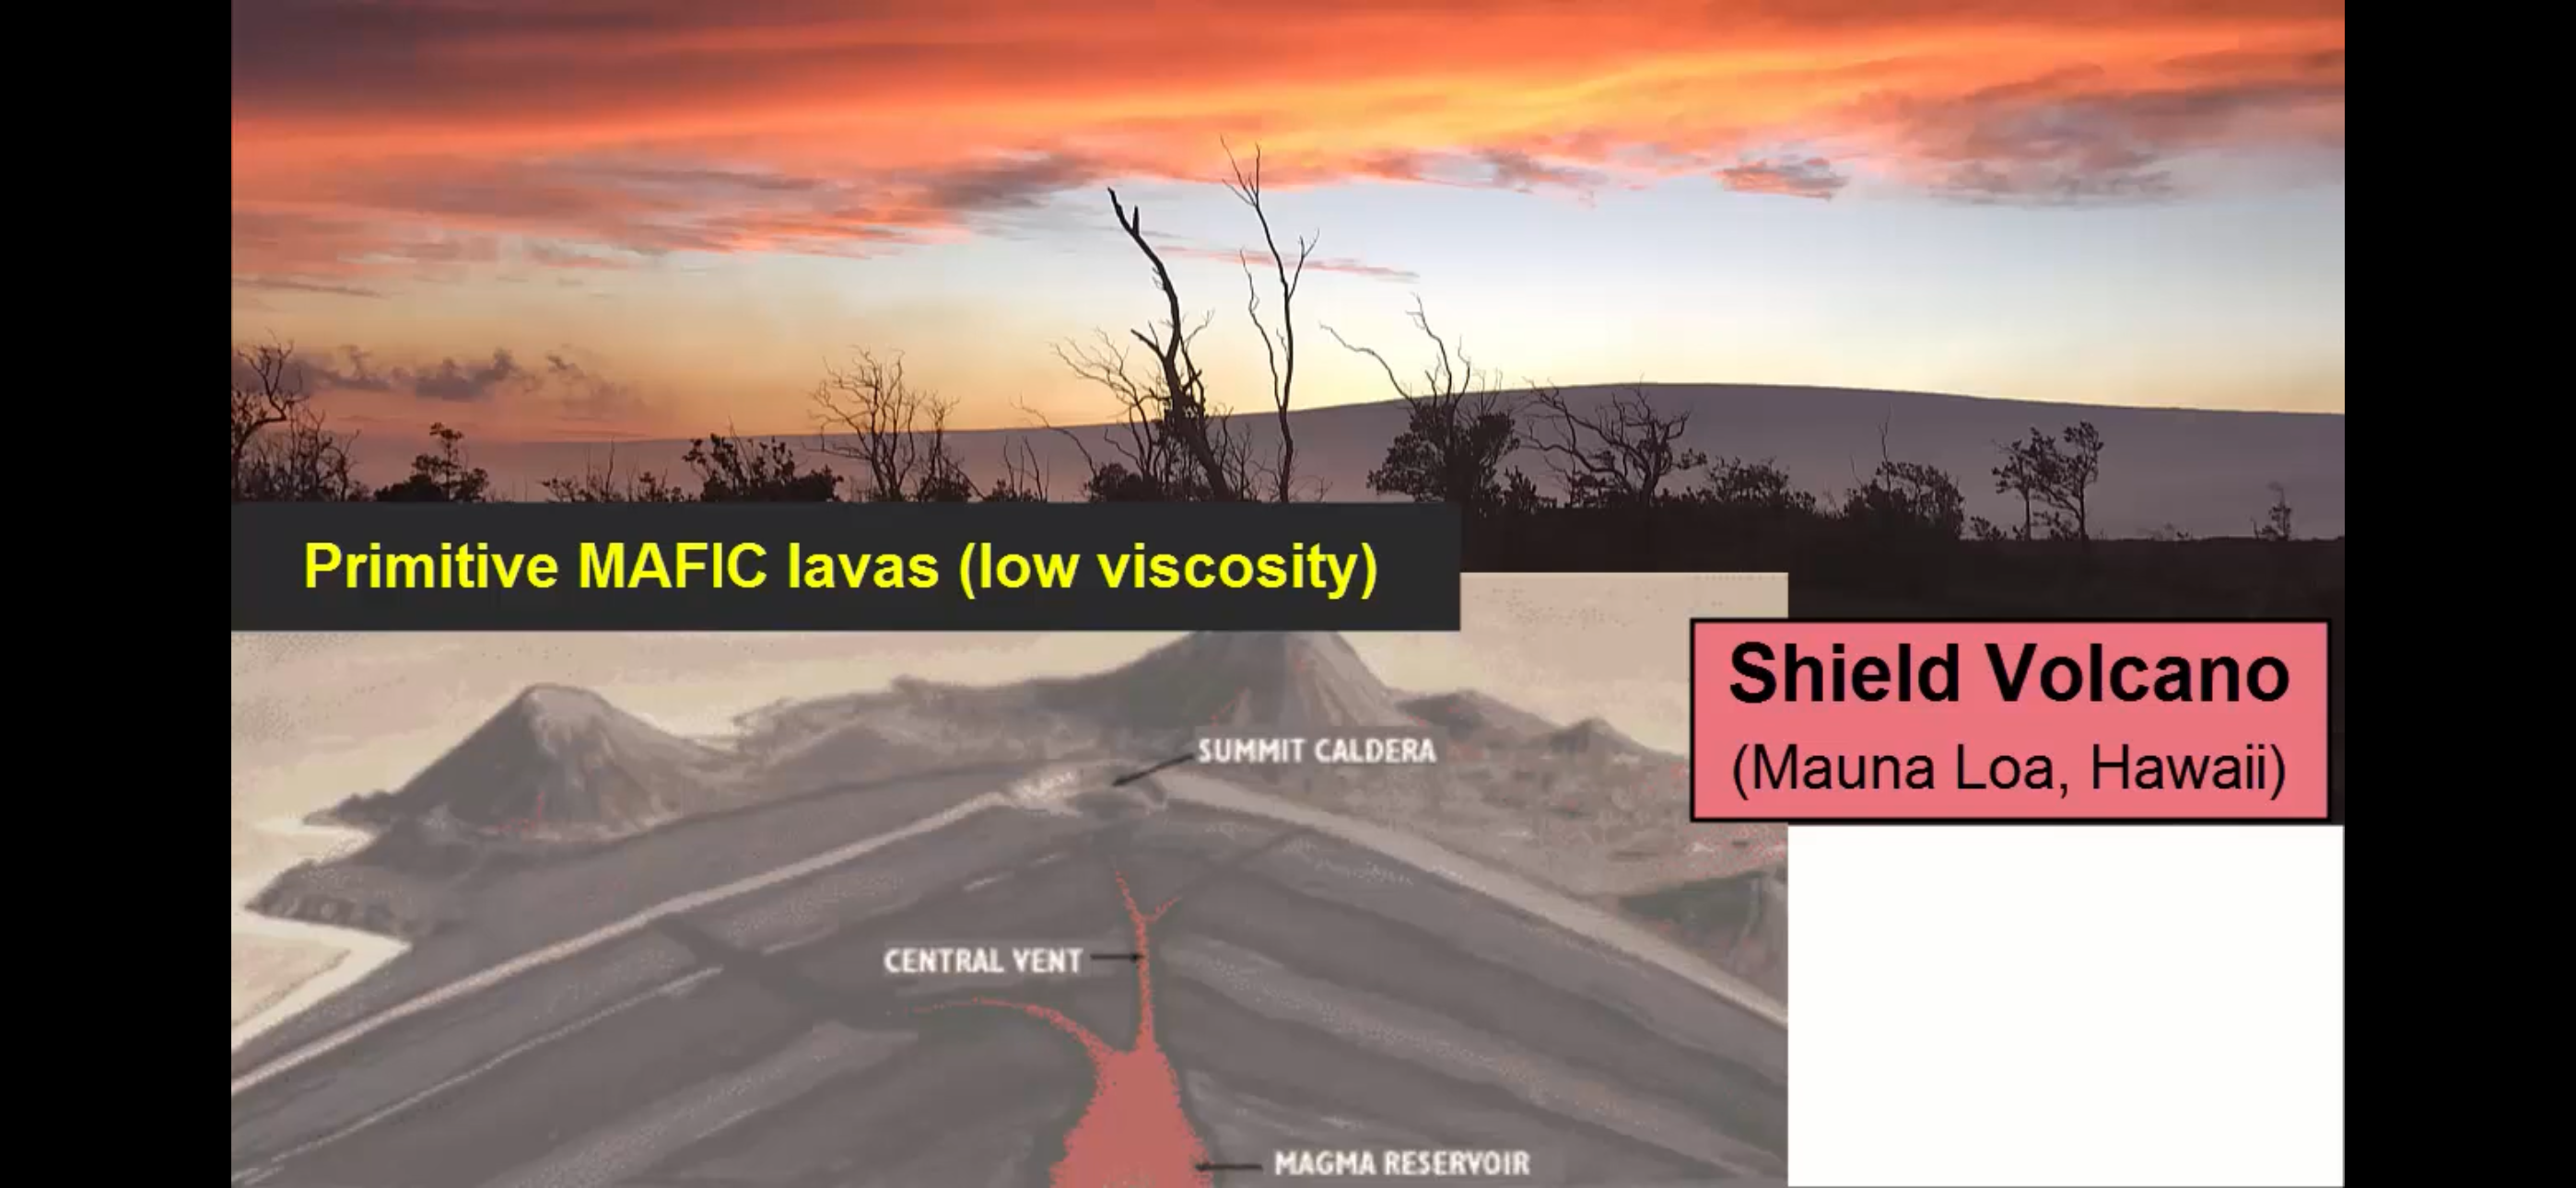 Primitive MAFIC lavas (low viscosity)
Shield Volcano
(Mauna Loa, Hawaii)
SUMMIT CALDERA
CENTRAL VENT
MAGMA RESERVOIR